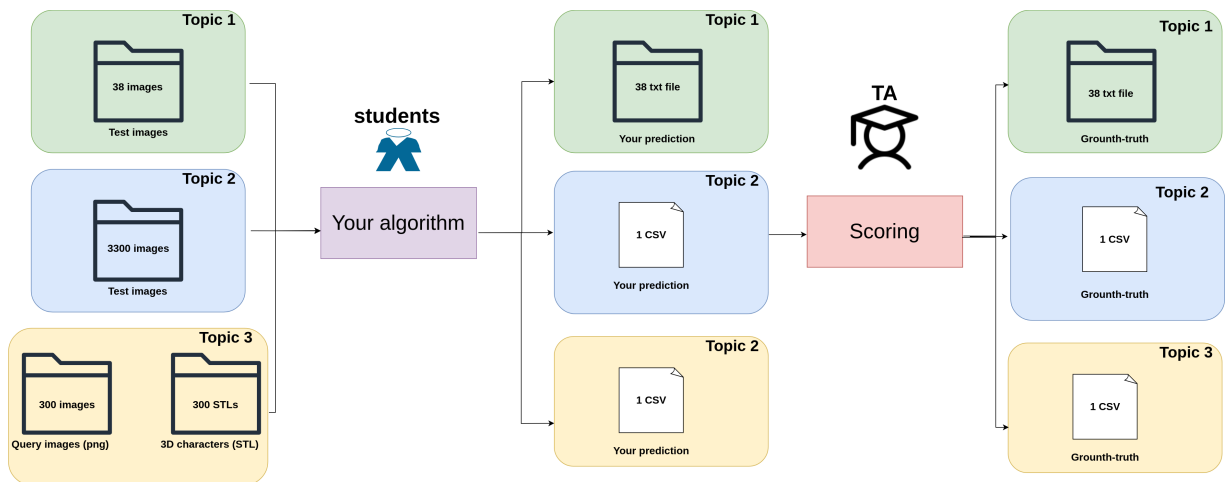 Topic 1
38 images
Test images
Topic 2
3300 images
Test images
Topic 3
300 images
Query images (png)
300 STLs
3D characters (STL)
students
Your algorithm
Topic 1
38 txt file
Your prediction
Topic 2
1 CSV
Your prediction
Topic 2
1 CSV
Your prediction
TA
Scoring
Topic 1
38 txt file
Grounth-truth
Topic 2
1 CSV
Grounth-truth
Topic 3
1 CSV
Grounth-truth